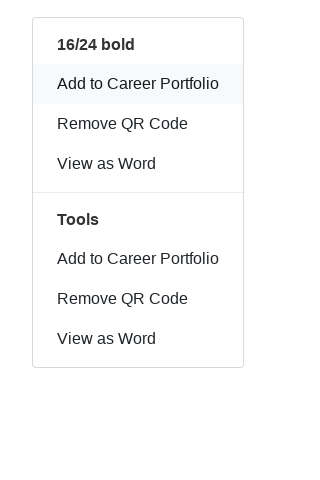 16/24 bold
Add to Career Portfolio
Remove QR Code
View as Word
Tools
Add to Career Portfolio
Remove QR Code
View as Word